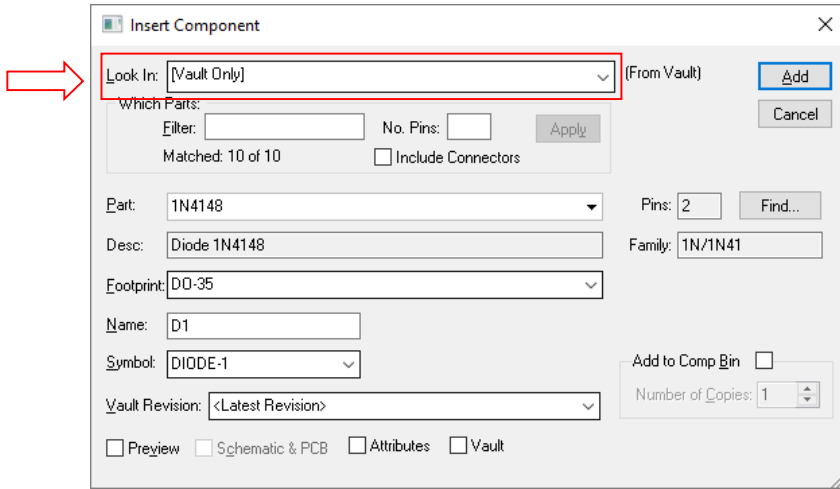 Insert Component
Look In: [Vault Only] (From Vault) Add
Which Parts: Cancel
Filter: No. Pins: Apply
Matched: 10 of 10 Include Connectors
Part: 1N4148 Pins: 2 Find...
Desc: Diode 1N4148 Family: 1N/1N41
Footprint: DO-35
Name: D1
Symbol: DIODE-1 Add to Comp Bin
Vault Revision: <Latest Revision> Number of Copies: 1
Preview Schematic & PCB Attributes Vault